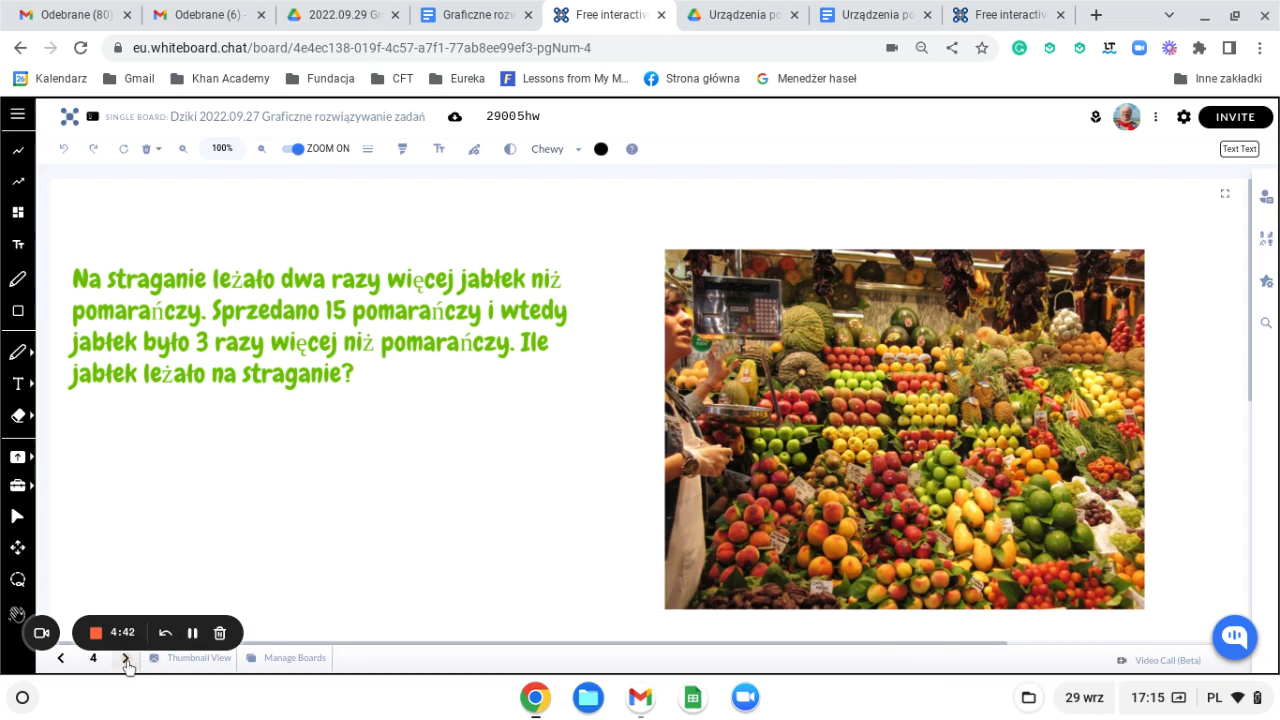 Odebrane (80)
Odebrane (6) -
2022.09.29 Gr
Graficzne rozw
Free interactiv
Urządzenia po
Urządzenia po
Free interactiv
eu.whiteboard.chat/board/4e4ec138-019f-4c57-a7f1-77ab8ee99ef3-pgNum-4
Kalendarz
Gmail
Khan Academy
Fundacja
CFT
Eureka
Lessons from My M...
Strona główna
Menedżer haseł
Inne zakładki
SINGLE BOARD: Dziki 2022.09.27 Graficzne rozwiązywanie zadań
29005hw
INVITE
100%
ZOOM ON
Chewy
Text Text
Na straganie leżało dwa razy więcej jabłek niż
pomarańczy. Sprzedano 15 pomarańczy i wtedy
jabłek było 3 razy więcej niż pomarańczy. Ile
jabłek leżało na straganie?
4:42
4
Thumbnail View
Manage Boards
Video Call (Beta)
29 wrz
17:15
PL